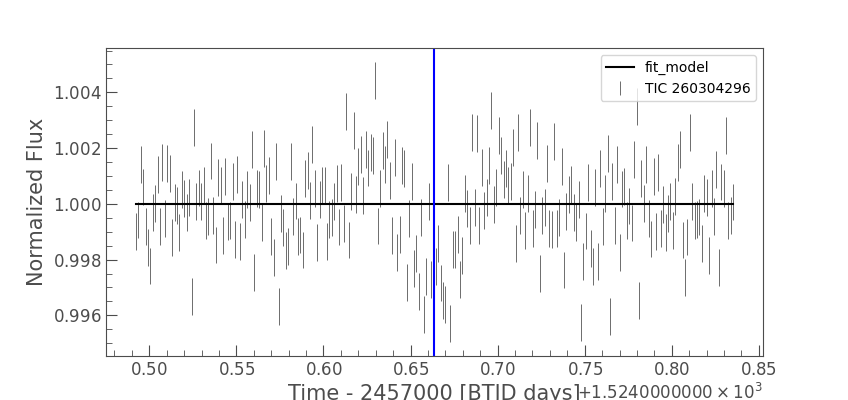 fit_model
TIC 260304296
Normalized Flux
1.004
1.002
1.000
0.998
0.996
0.50 0.55 0.60 0.65 0.70 0.75 0.80 0.85
Time - 2457000 [BTJD days] +1.5240000000 × 10³